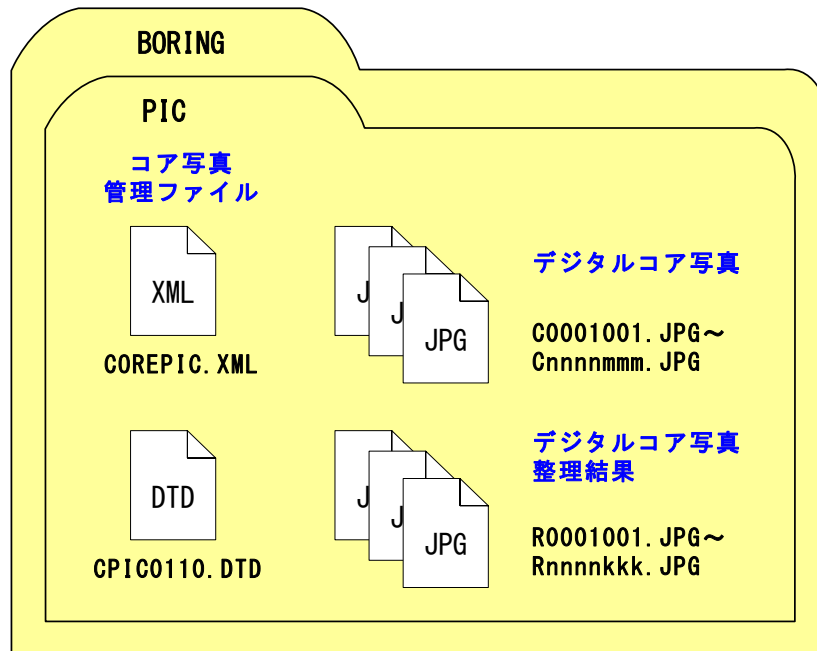 BORING
PIC
コア写真
管理ファイル
XML
COREPIC.XML
J
J
JPG
デジタルコア写真
C0001001.JPG～
Cnnnnmmm.JPG
DTD
CPIC0110.DTD
J
J
JPG
デジタルコア写真
整理結果
R0001001.JPG～
Rnnnnkkk.JPG